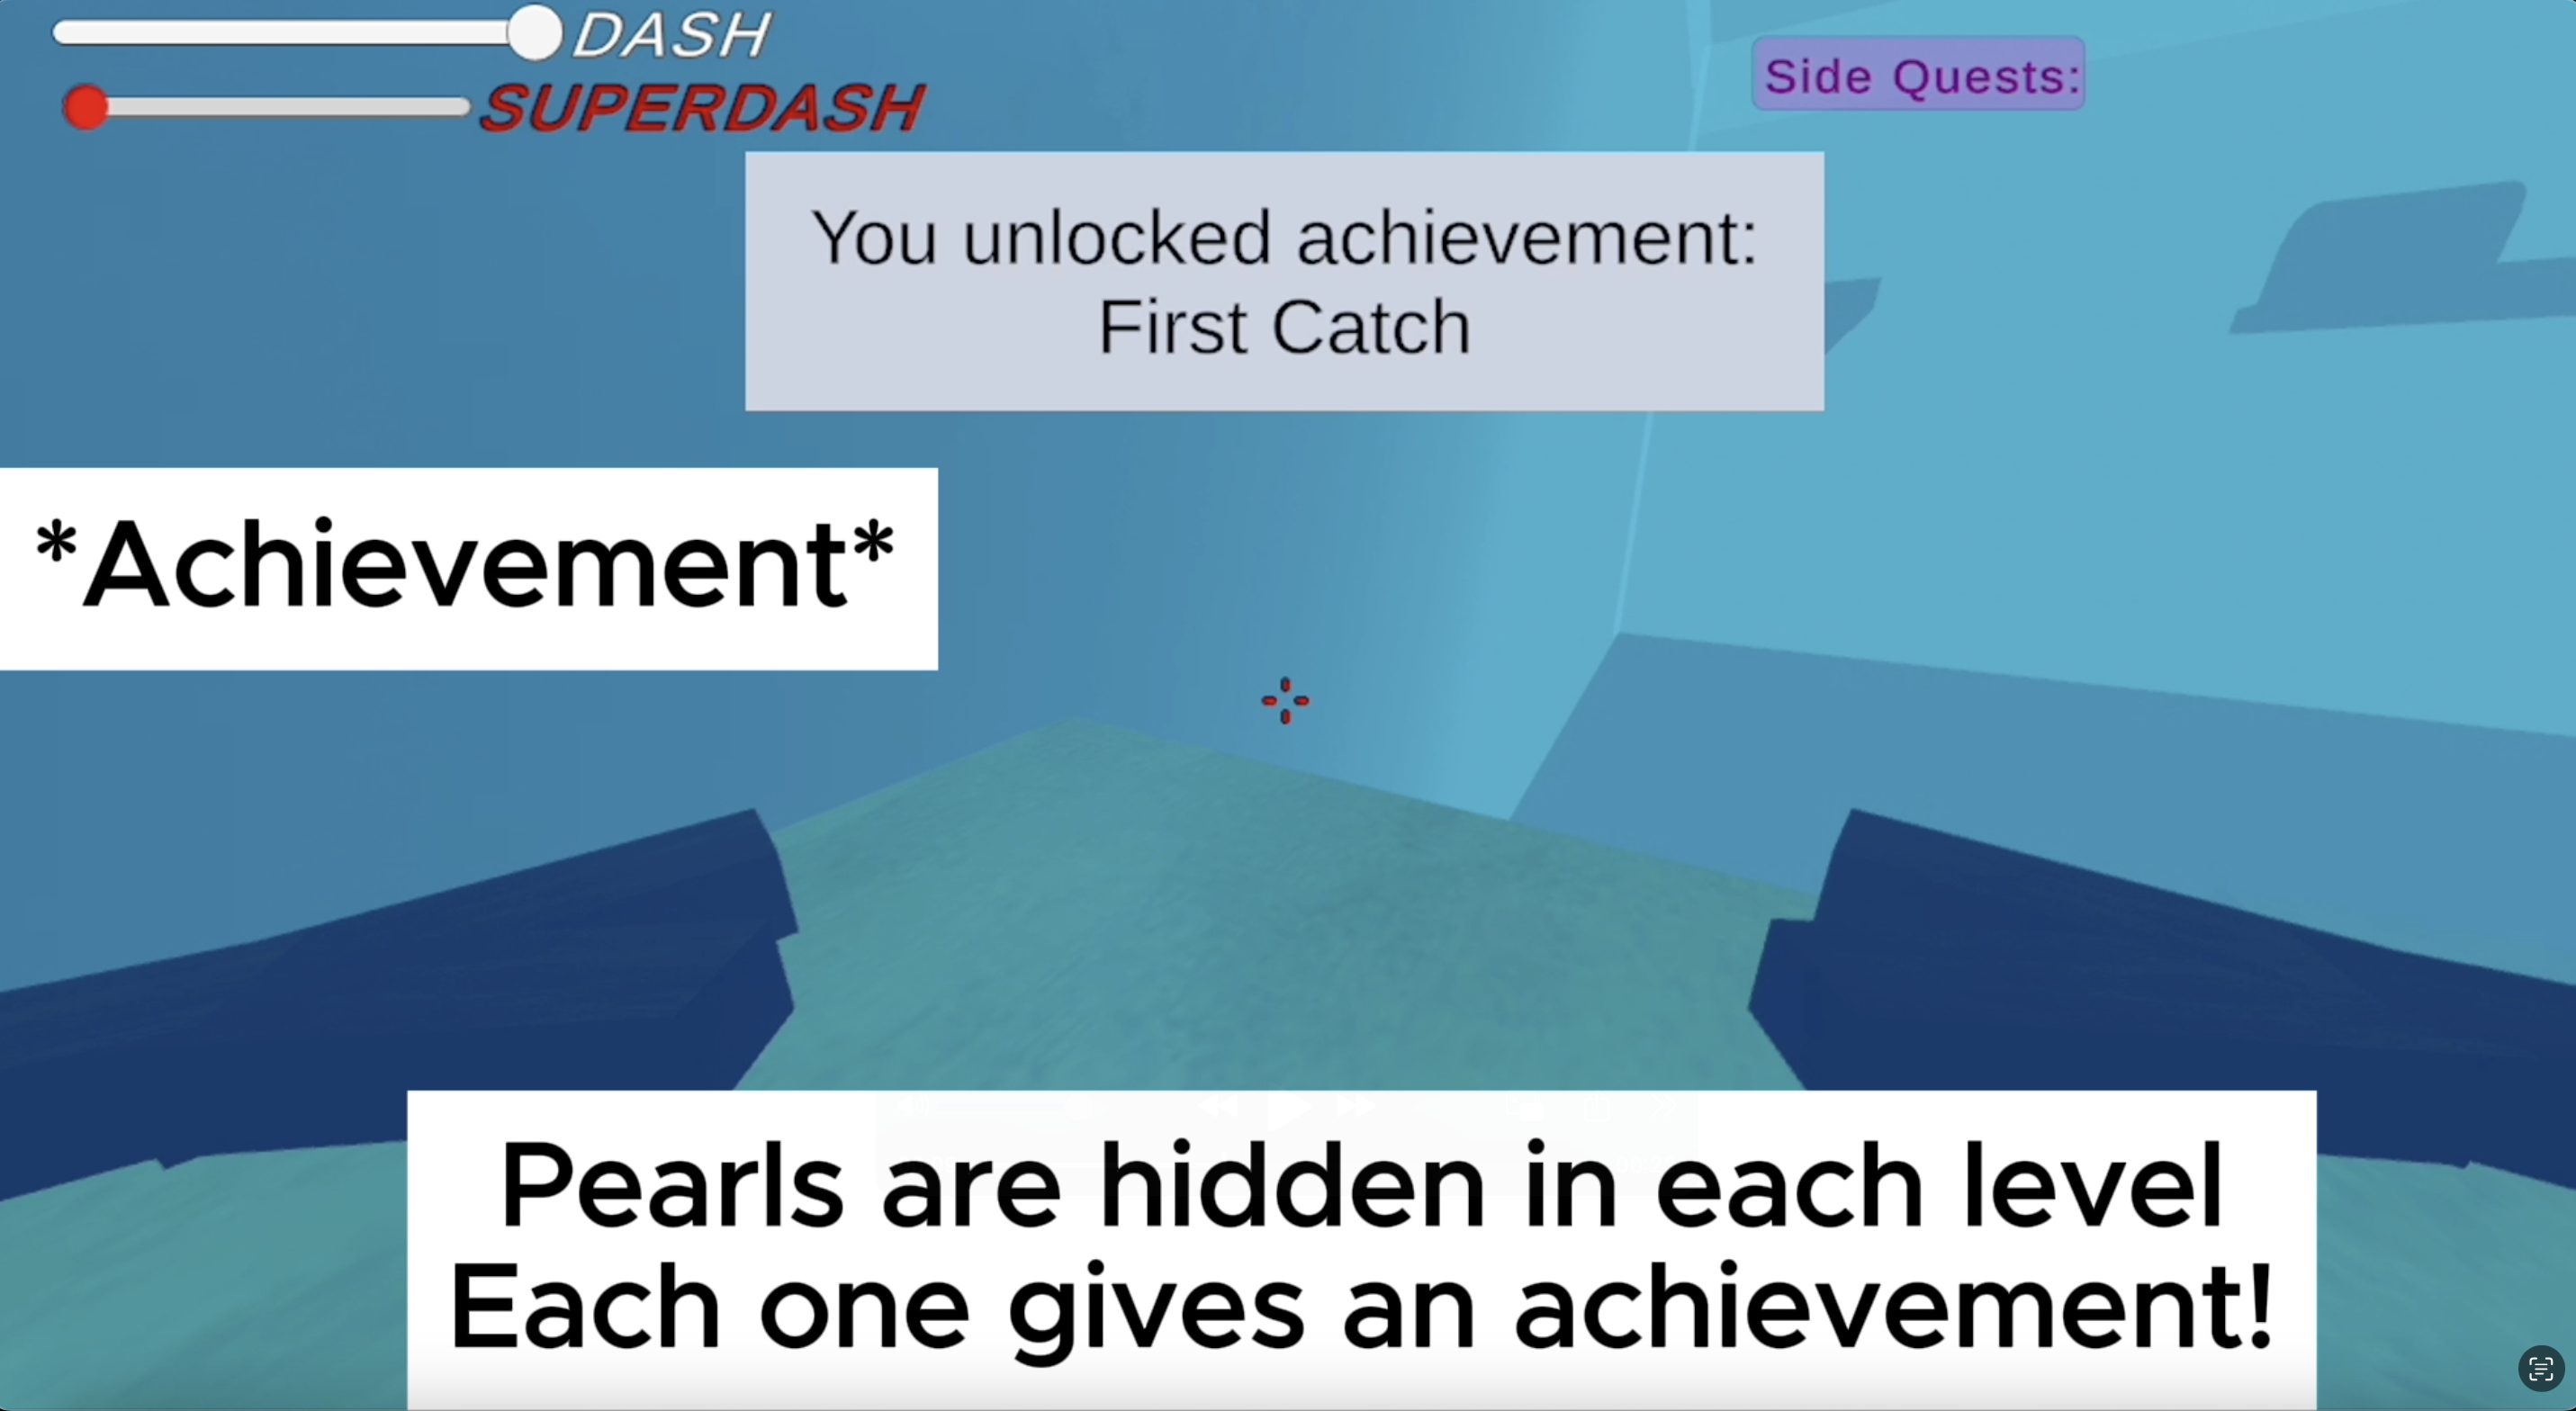 DASH
SUPERDASH
Side Quests:
You unlocked achievement:
First Catch
*Achievement*
Pearls are hidden in each level
Each one gives an achievement!